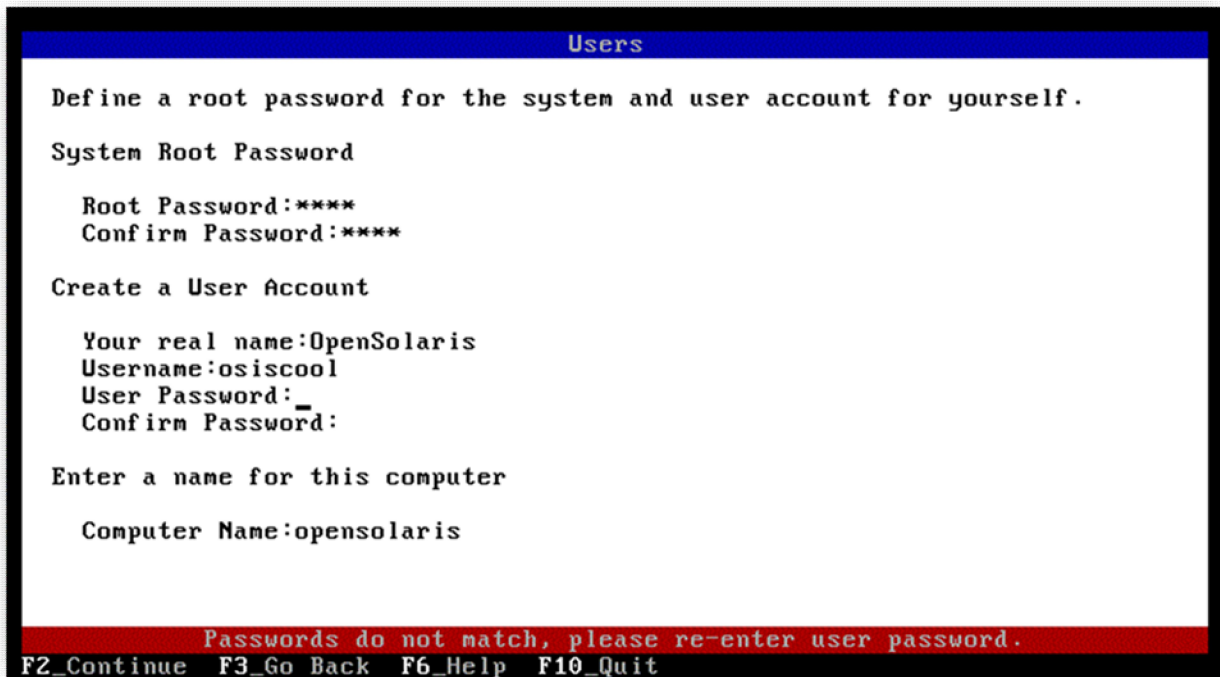 Users
Define a root password for the system and user account for yourself.
System Root Password
Root Password:****
Confirm Password:****
Create a User Account
Your real name:OpenSolaris
Username:osiscool
User Password:_
Confirm Password:
Enter a name for this computer
Computer Name:opensolaris
Passwords do not match, please re-enter user password.
F2_Continue F3_Go Back F6_Help F10_Quit